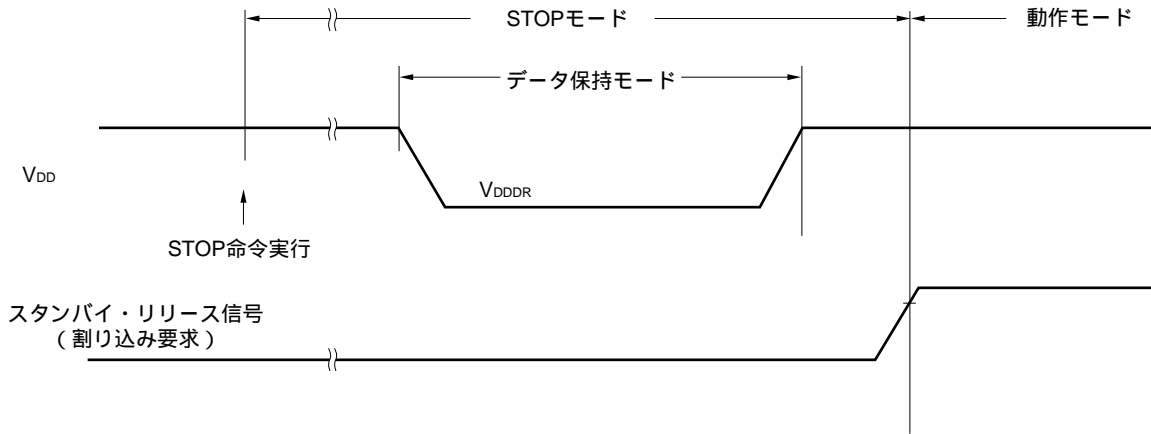 STOPモード
動作モード
データ保持モード
VDD
VDDDR
STOP命令実行
スタンバイ・リリース信号
(割り込み要求)